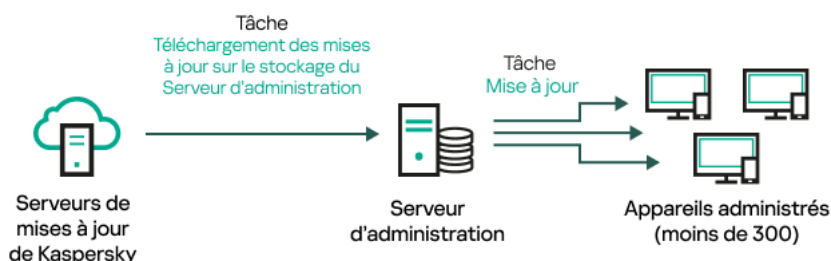 Tâche
Téléchargement des mises
à jour sur le stockage du
Serveur d'administration
Tâche
Mise à jour
Serveurs de
mises à jour
de Kaspersky
Serveur
d'administration
Appareils administrés
(moins de 300)